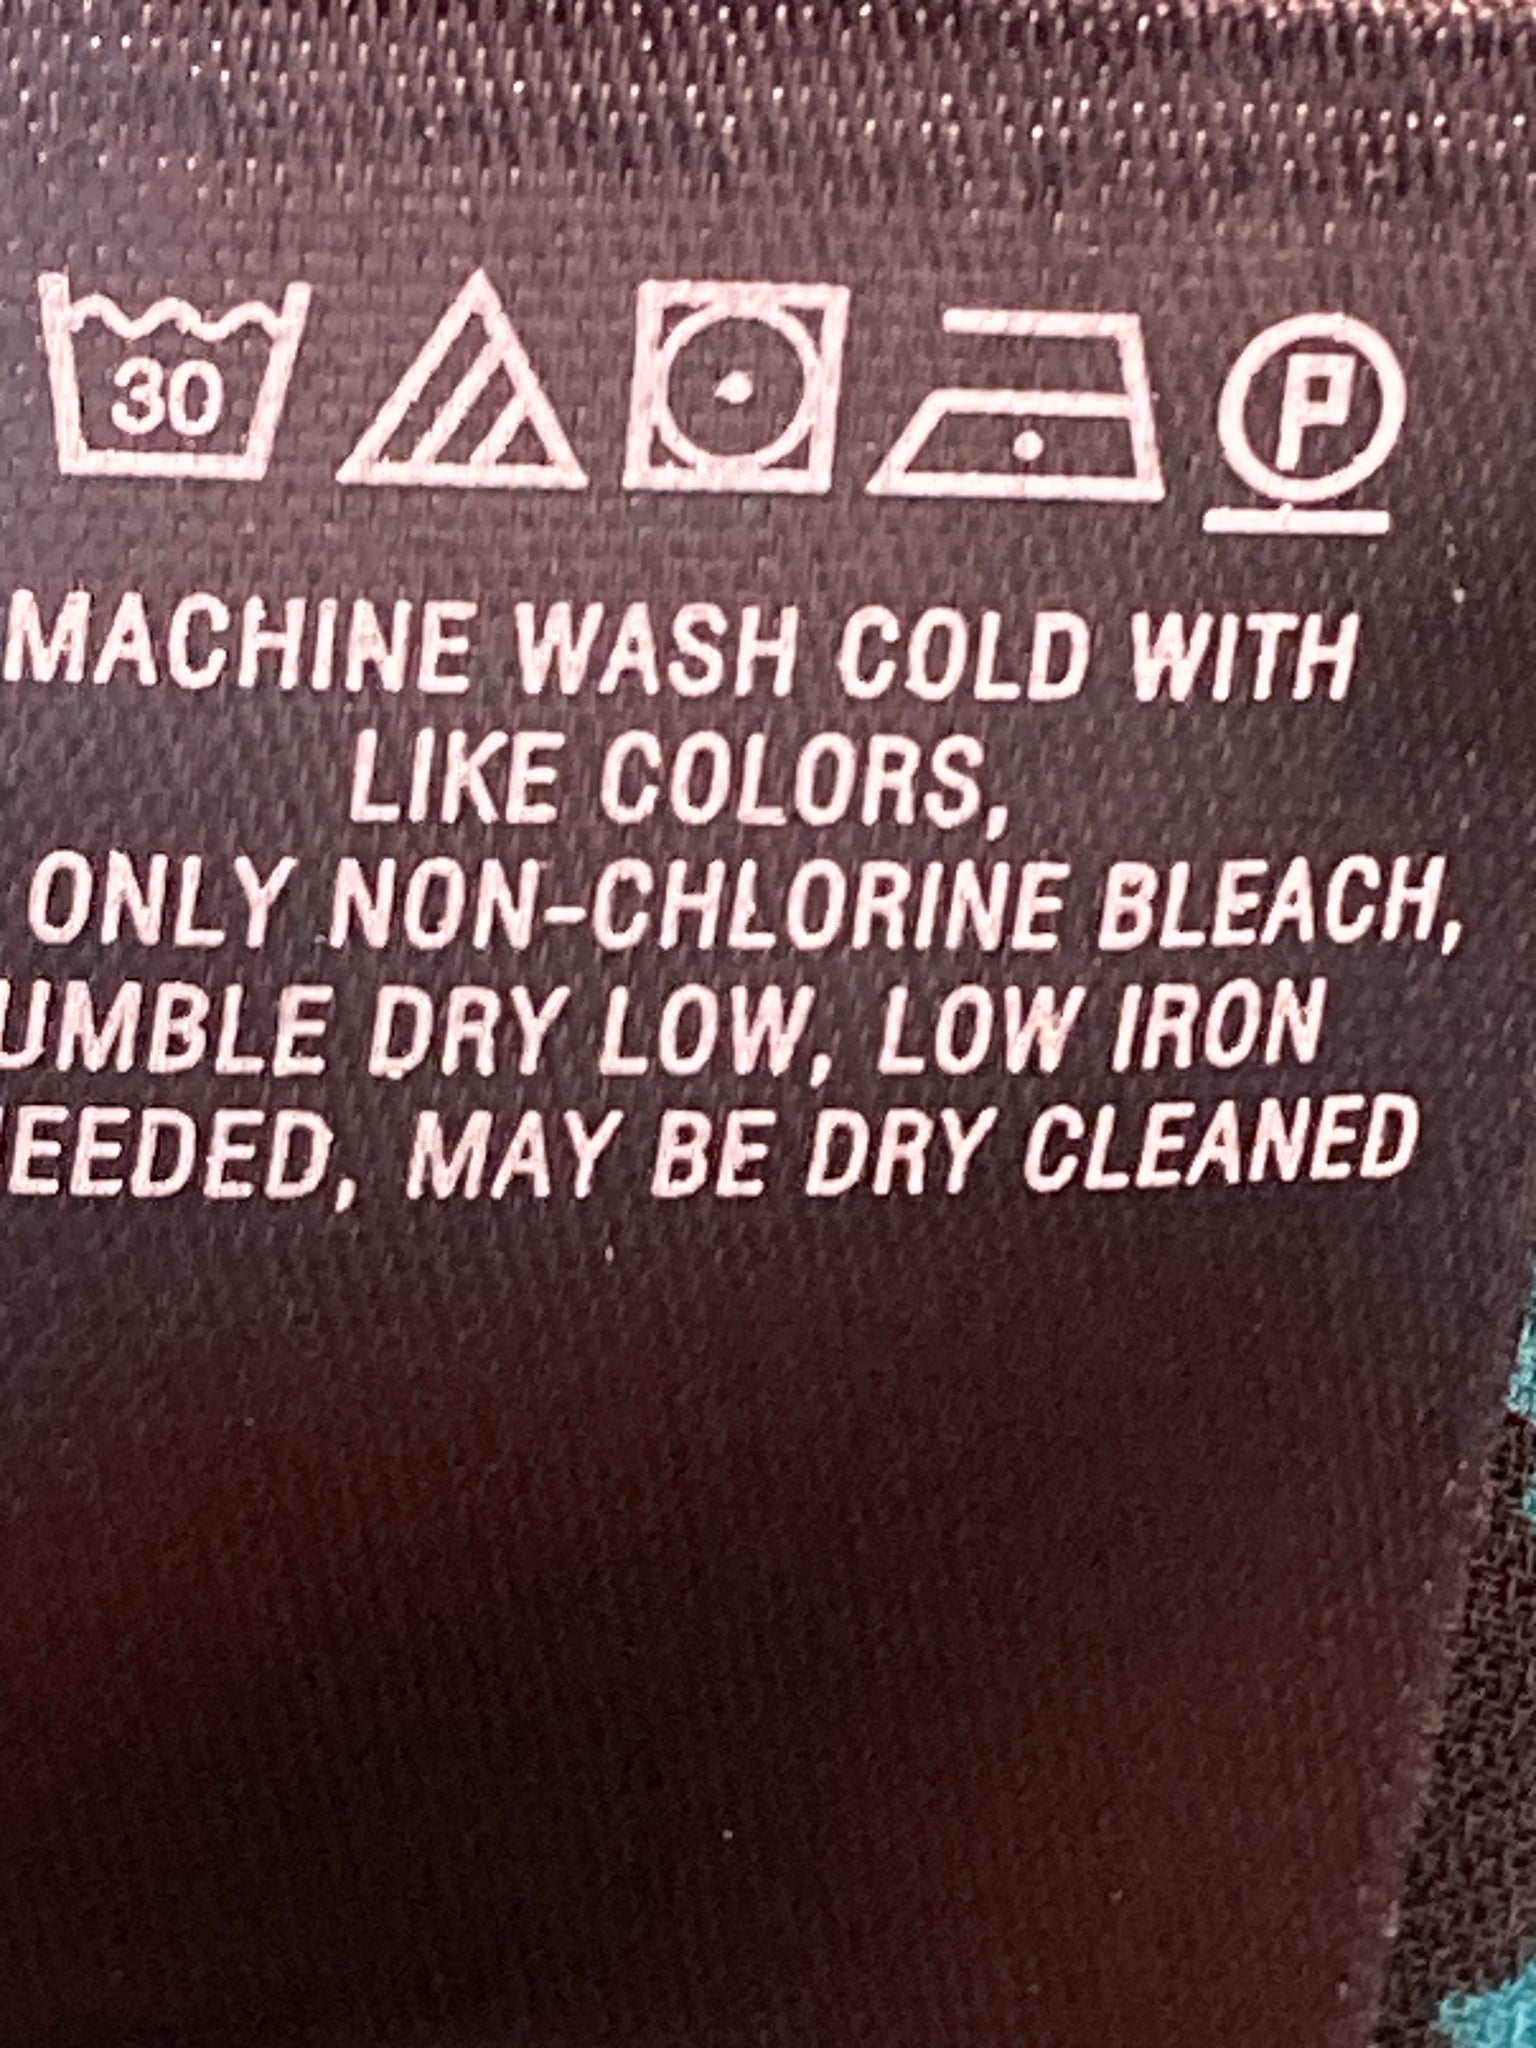 30 P
MACHINE WASH COLD WITH
LIKE COLORS,
ONLY NON-CHLORINE BLEACH,
UMBLE DRY LOW, LOW IRON
EEDED, MAY BE DRY CLEANED